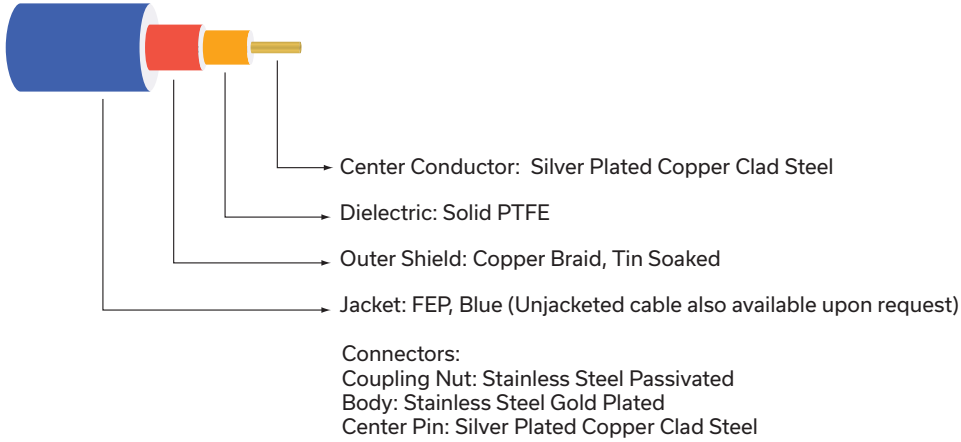 Center Conductor:  Silver Plated Copper Clad Steel
Dielectric: Solid PTFE
Outer Shield: Copper Braid, Tin Soaked
Jacket: FEP, Blue (Unjacketed cable also available upon request)
Connectors:
Coupling Nut: Stainless Steel Passivated
Body: Stainless Steel Gold Plated
Center Pin: Silver Plated Copper Clad Steel